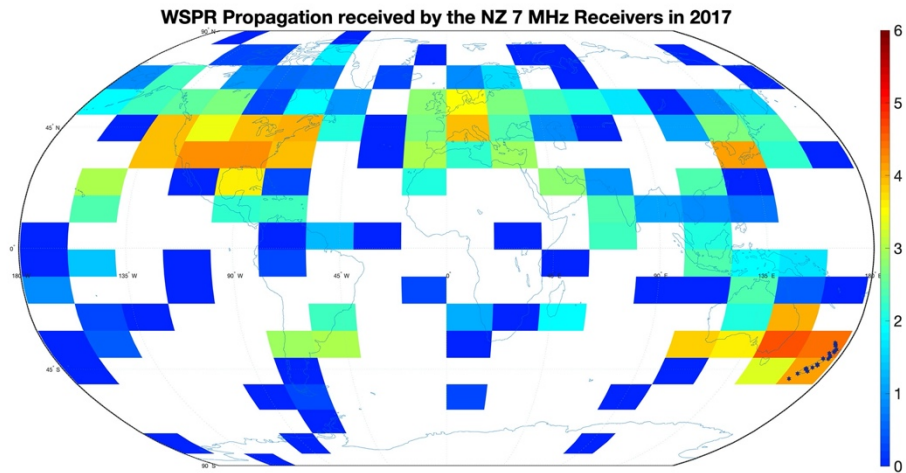 WSPR Propagation received by the NZ 7 MHz Receivers in 2017
90° N
45° N
0°
180° W
135° W
90° W
45° W
0°
90° E
135° E
180° E
45° S
90° S
6
5
4
3
2
1
0